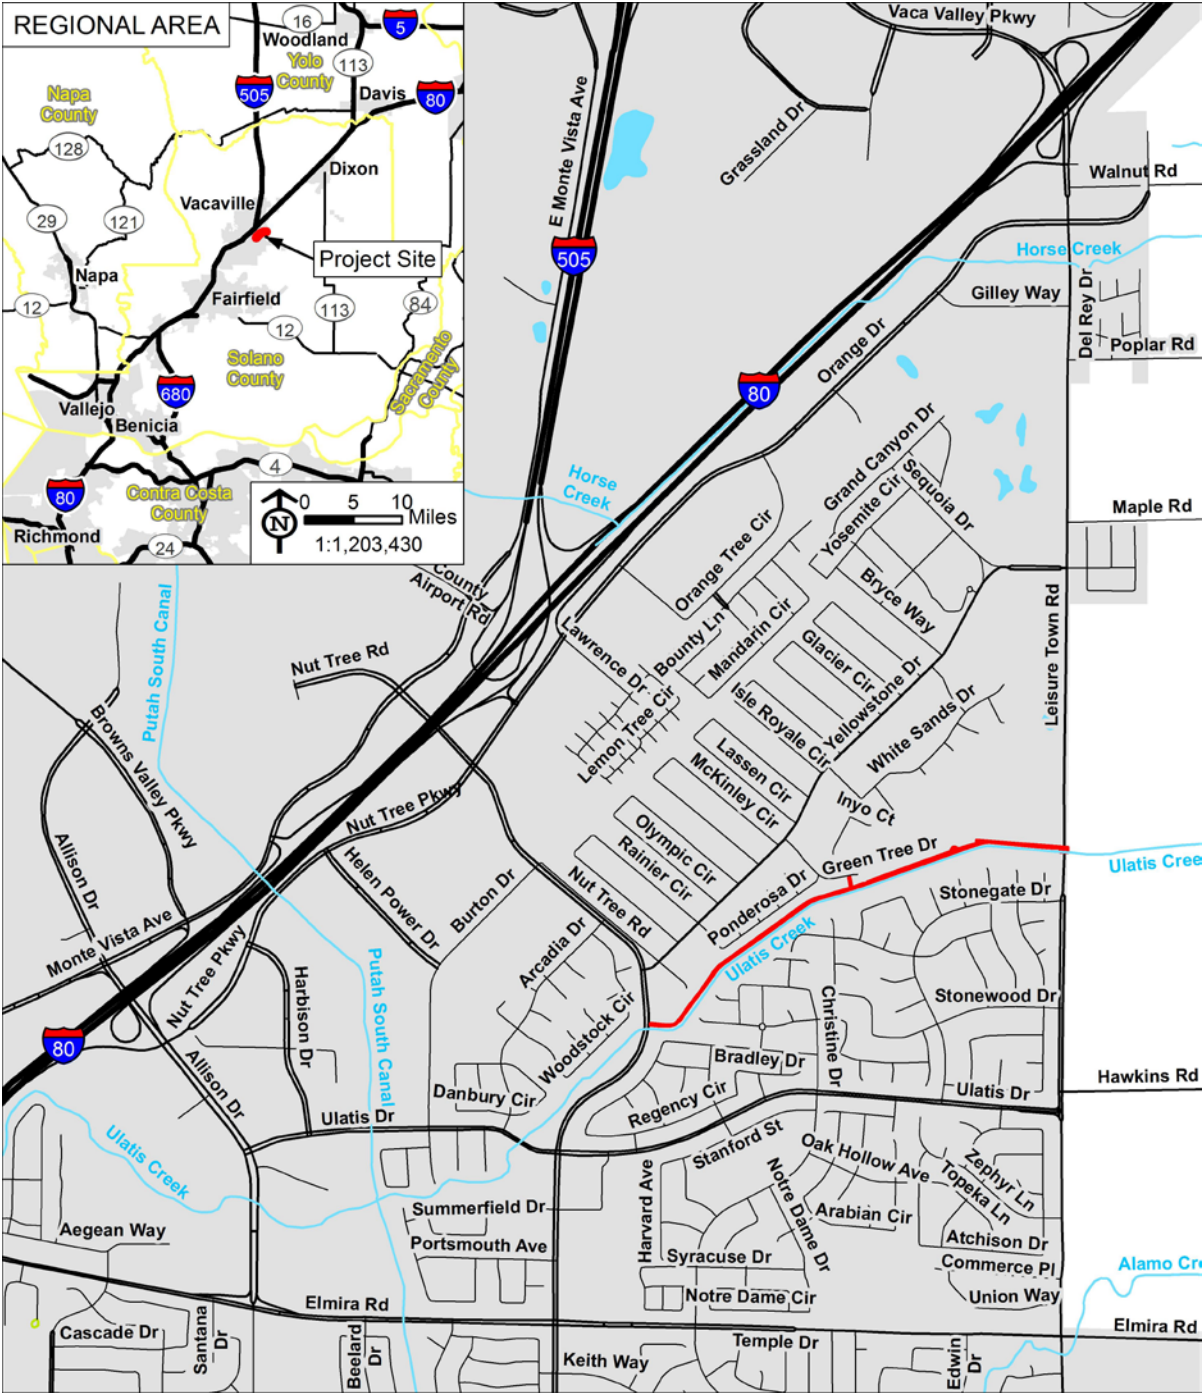 REGIONAL AREA
16
Woodland
5
Yolo
County
113
505
Davis
80
Napa
County
128
Dixon
Vacaville
29
121
Project Site
Napa
Fairfield
12
113
84
12
Solano
County
Sacramento
County
680
Vallejo
Benicia
4
80
Contra Costa
County
Richmond
24
N
0 5 10
Miles
1:1,203,430
Vaca Valley Pkwy
E Monte Vista Ave
Grassland Dr
Walnut Rd
505
Horse Creek
Gilley Way
Del Rey Dr
Orange Dr
Poplar Rd
80
Grand Canyon Dr
Sequoia Dr
Yosemite Cir
Horse
Creek
Maple Rd
Orange Tree Cir
County
Airport Rd
Bryce Way
Putah South Canal
Bounty Ln
Mandarin Cir
Lawrence Dr
Glacier Cir
Leisure Town Rd
Nut Tree Rd
Lemon Tree Cir
Isle Royale Cir
Yellowstone Dr
White Sands Dr
Browns Valley Pkwy
Lassen Cir
McKinley Cir
Nut Tree Pkwy
Inyo Ct
Allison Dr
Olympic Cir
Rainier Cir
Green Tree Dr
Ulatis Cree
Helen Power Dr
Burton Dr
Nut Tree Rd
Ponderosa Dr
Stonegate Dr
Monte Vista Ave
Arcadia Dr
Ulatis Creek
Nut Tree Pkwy
Harbison Dr
Putah South Canal
Woodstock Cir
Christine Dr
Stonewood Dr
80
Allison Dr
Bradley Dr
Danbury Cir
Regency Cir
Ulatis Dr
Hawkins Rd
Ulatis Dr
Stanford St
Oak Hollow Ave
Zephyr Ln
Topeka Ln
Ulatis Creek
Notre Dame Dr
Harvard Ave
Summerfield Dr
Arabian Cir
Aegean Way
Atchison Dr
Portsmouth Ave
Syracuse Dr
Commerce Pl
Alamo Cre
Notre Dame Cir
Union Way
Elmira Rd
Elmira Rd
Cascade Dr
Santana
Dr
Beelard
Dr
Temple Dr
Keith Way
Edwin
Dr